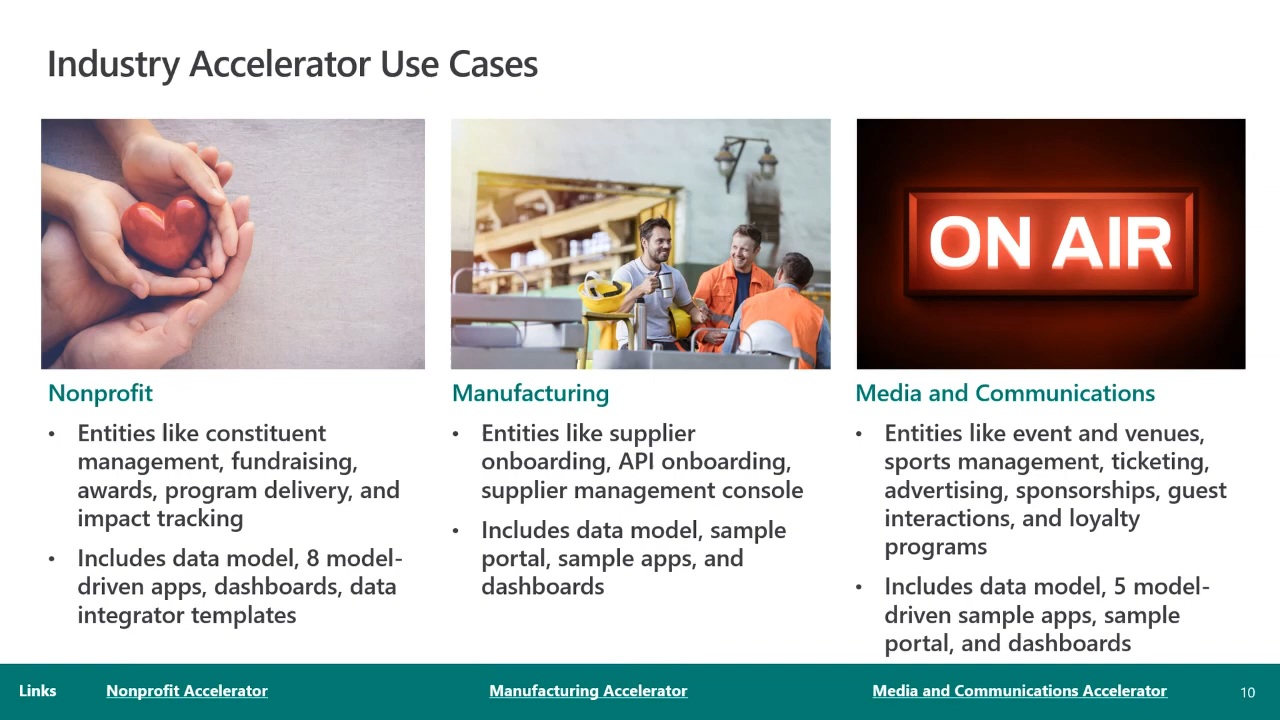 Industry Accelerator Use Cases
ON AIR
Nonprofit
• Entities like constituent
management, fundraising,
awards, program delivery, and
impact tracking
• Includes data model, 8 model-
driven apps, dashboards, data
integrator templates
Manufacturing
• Entities like supplier
onboarding, API onboarding,
supplier management console
• Includes data model, sample
portal, sample apps, and
dashboards
Media and Communications
• Entities like event and venues,
sports management, ticketing,
advertising, sponsorships, guest
interactions, and loyalty
programs
• Includes data model, 5 model-
driven sample apps, sample
portal, and dashboards
Links
Nonprofit Accelerator
Manufacturing Accelerator
Media and Communications Accelerator
10